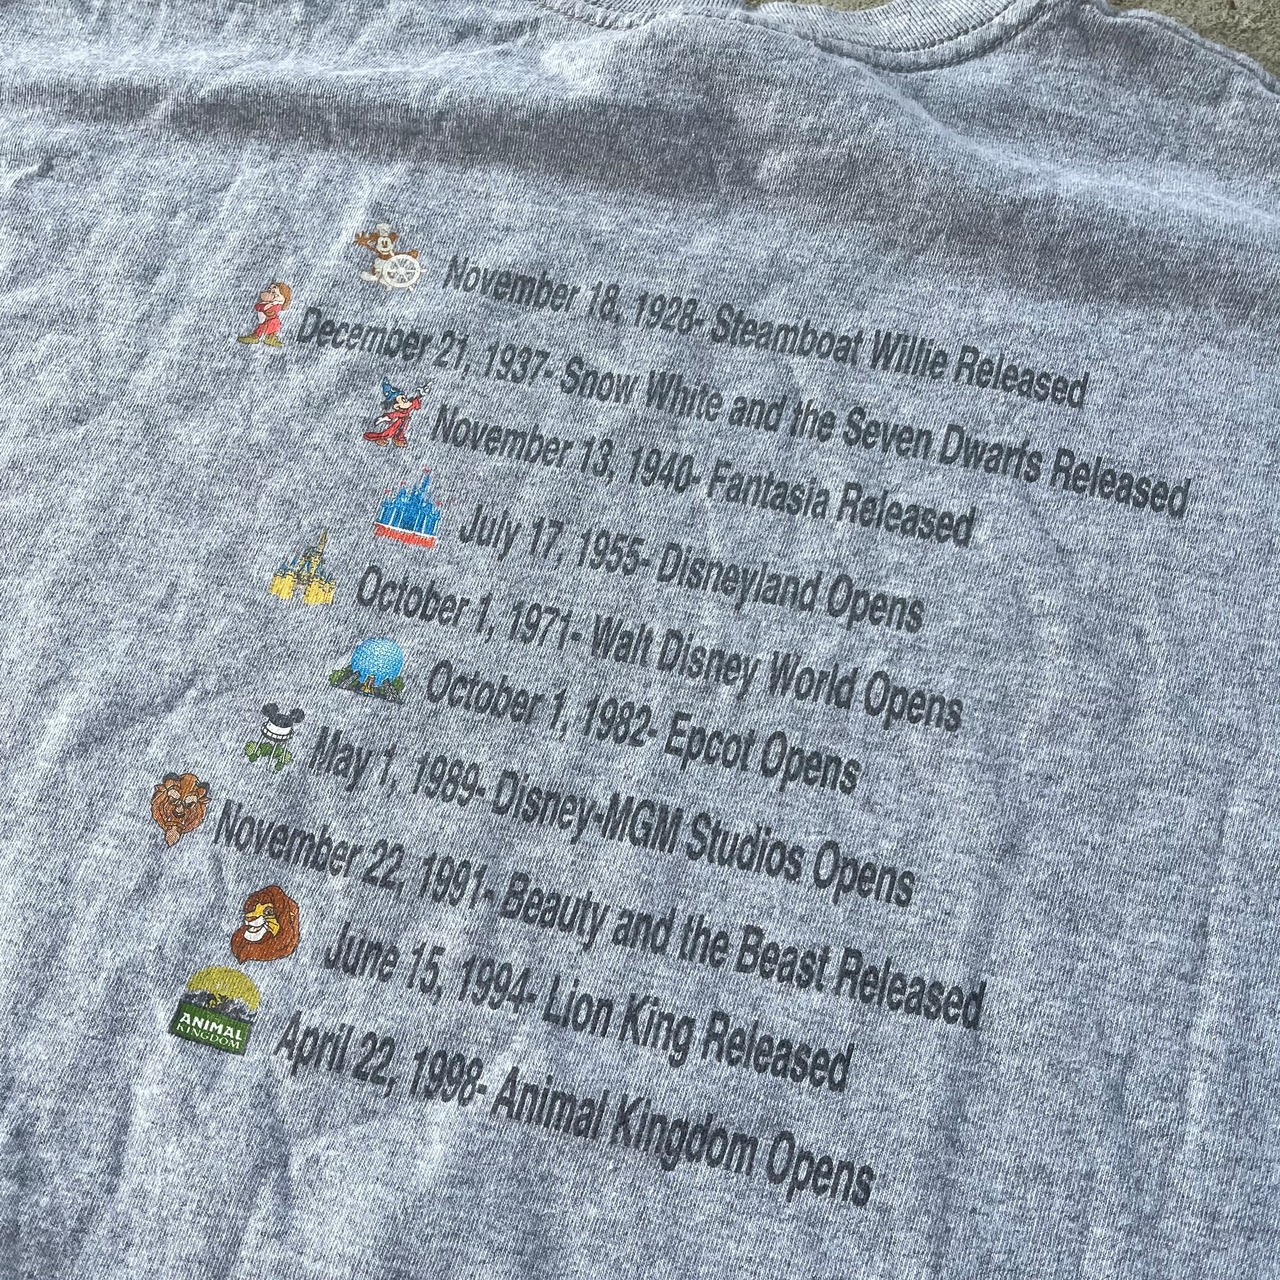 November 18, 1928- Steamboat Willie Released
December 21, 1937- Snow White and the Seven Dwarfs Released
November 13, 1940- Fantasia Released
Disneyland
July 17, 1955- Disneyland Opens
October 1, 1971- Walt Disney World Opens
October 1, 1982- Epcot Opens
May 1, 1989- Disney-MGM Studios Opens
November 22, 1991- Beauty and the Beast Released
June 15, 1994- Lion King Released
ANIMAL
KINGDOM
April 22, 1998- Animal Kingdom Opens